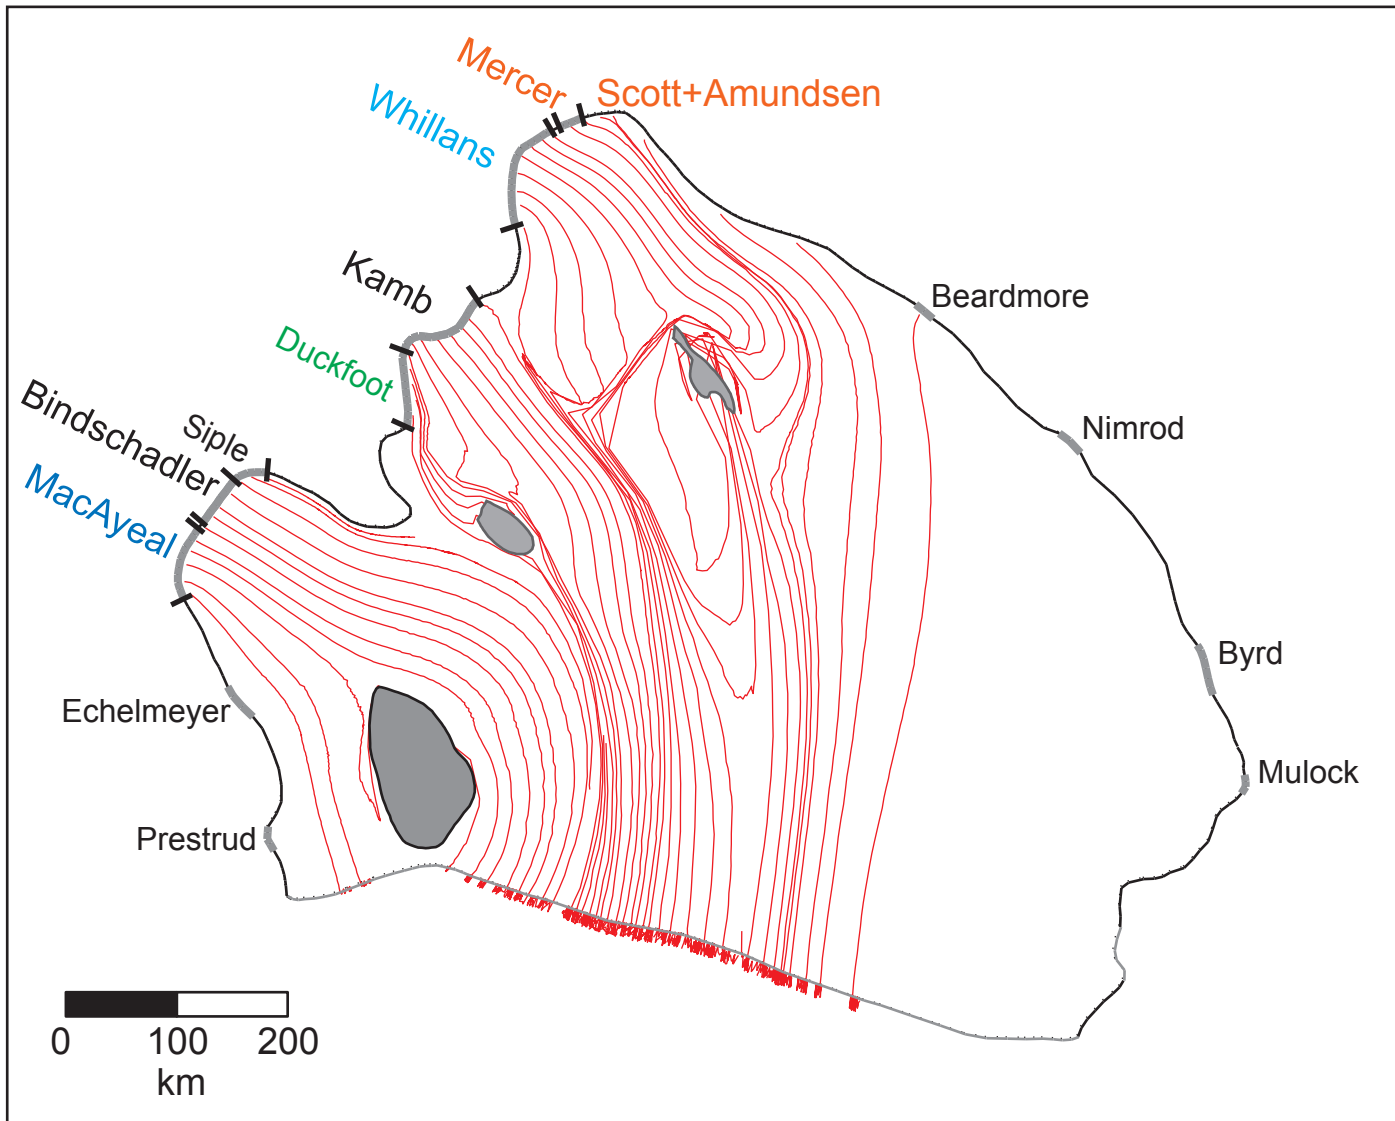 Mercer
Scott+Amundsen
Whillans
Kamb
Beardmore
Duckfoot
Bindschadler
Siple
Nimrod
MacAyeal
Byrd
Echelmeyer
Mulock
Prestrud
0 100 200
km